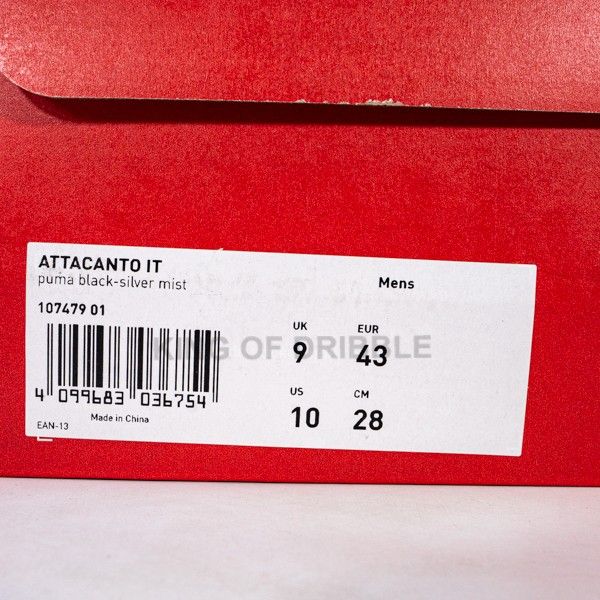 ATTACANTO IT
puma black-silver mist
Mens
107479 01
UK
EUR
9
43
KING OF DRIBBLE
US
CM
10
28
4 099683 036754
Made in China
EAN-13